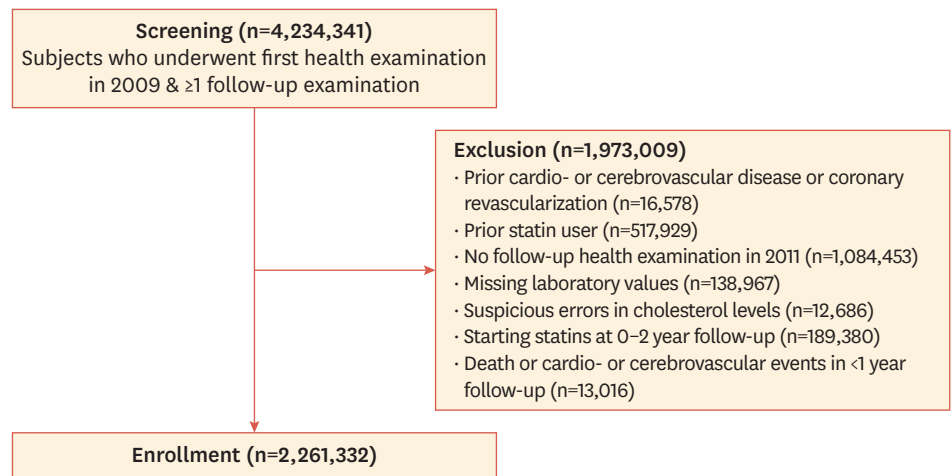 Screening (n=4,234,341)
Subjects who underwent first health examination
in 2009 & ≥1 follow-up examination
Exclusion (n=1,973,009)
· Prior cardio- or cerebrovascular disease or coronary
revascularization (n=16,578)
· Prior statin user (n=517,929)
· No follow-up health examination in 2011 (n=1,084,453)
· Missing laboratory values (n=138,967)
· Suspicious errors in cholesterol levels (n=12,686)
· Starting statins at 0–2 year follow-up (n=189,380)
· Death or cardio- or cerebrovascular events in <1 year
follow-up (n=13,016)
Enrollment (n=2,261,332)